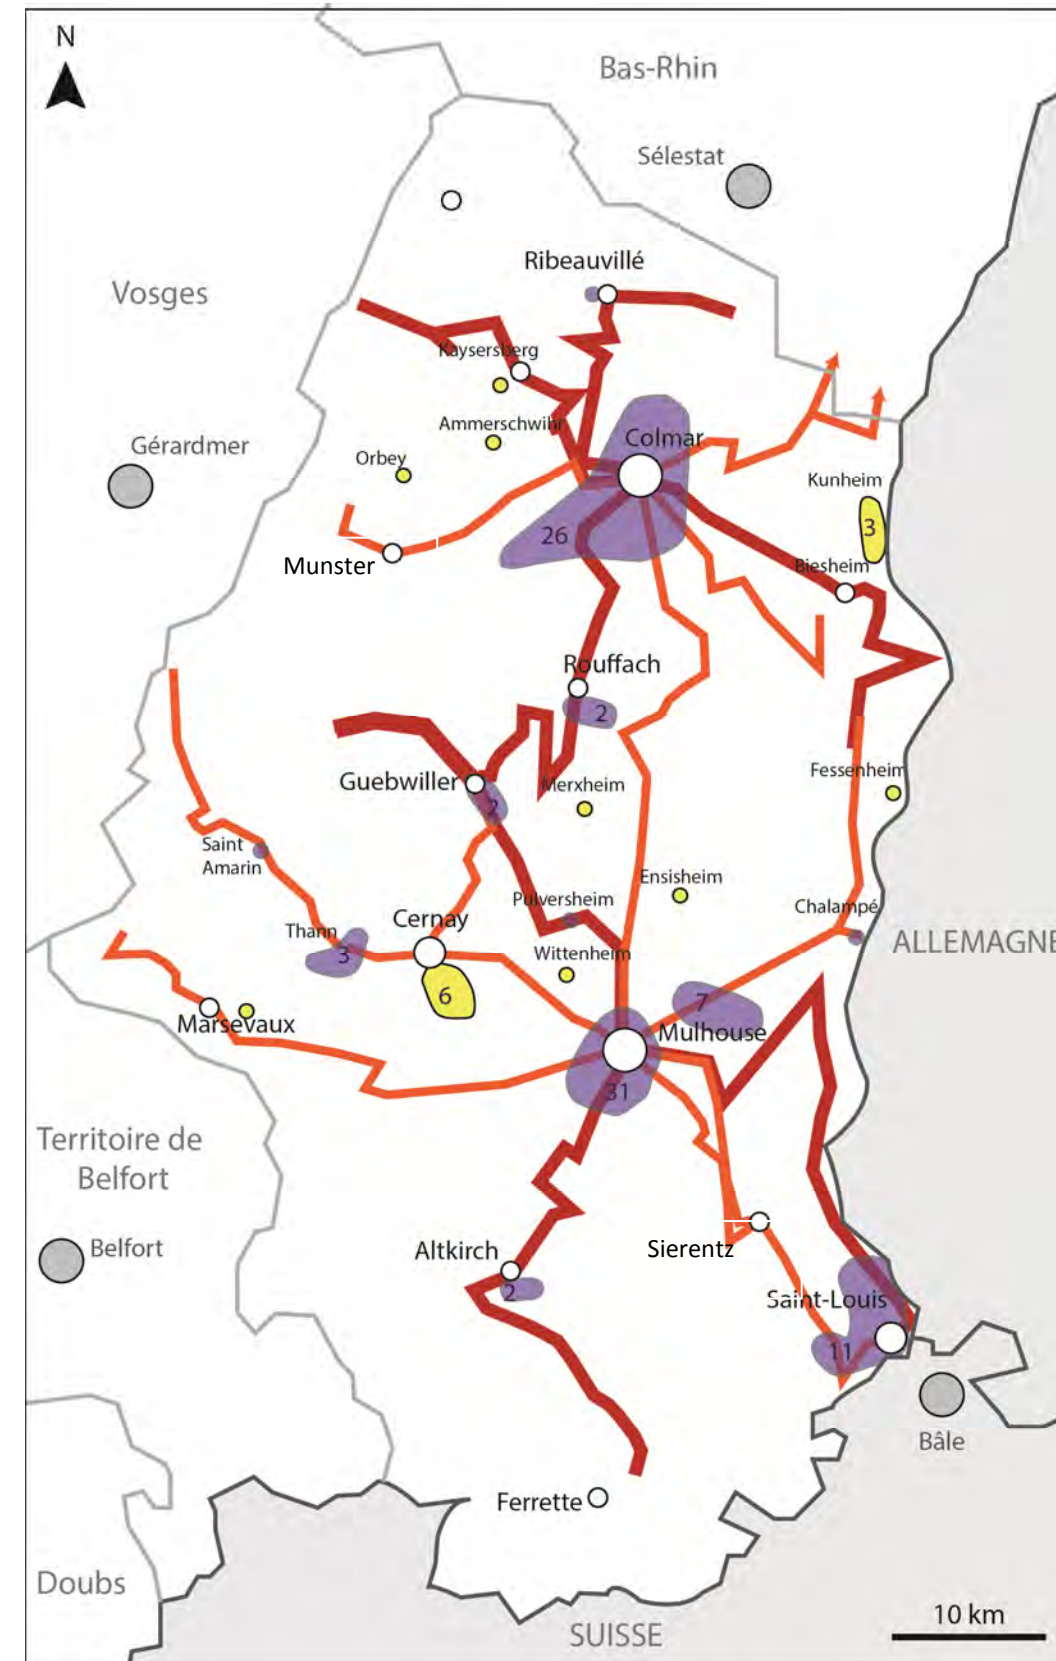 N
Bas-Rhin
Sélestat
Ribeauvillé
Vosges
Kaysersberg
Ammerschwihr
Colmar
Gérardmer
Orbey
Kunheim
3
26
Munster
Biesheim
Rouffach
2
Guebwiller
Merxheim
Fessenheim
2
Saint
Amarin
Ensisheim
Pulversheim
Chalampé
Cernay
Thann
ALLEMAGNE
3
Wittenheim
6
7
Marsevaux
Mulhouse
31
Territoire de
Belfort
Belfort
Altkirch
Sierentz
2
Saint-Louis
11
Bâle
Ferrette
Doubs
10 km
SUISSE